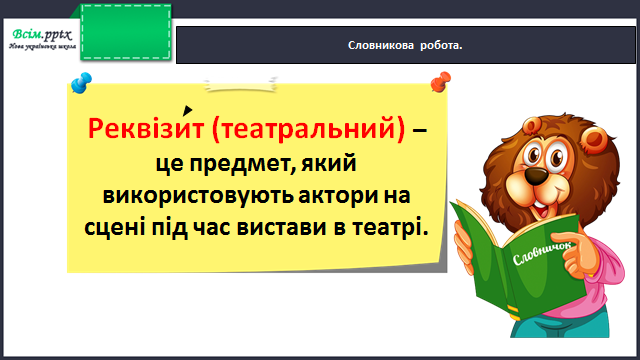 Всім.pptx
Нова українська школа
Словникова робота.
Реквізит (театральний) –
це предмет, який
використовують актори на
сцені під час вистави в театрі.
Словничок